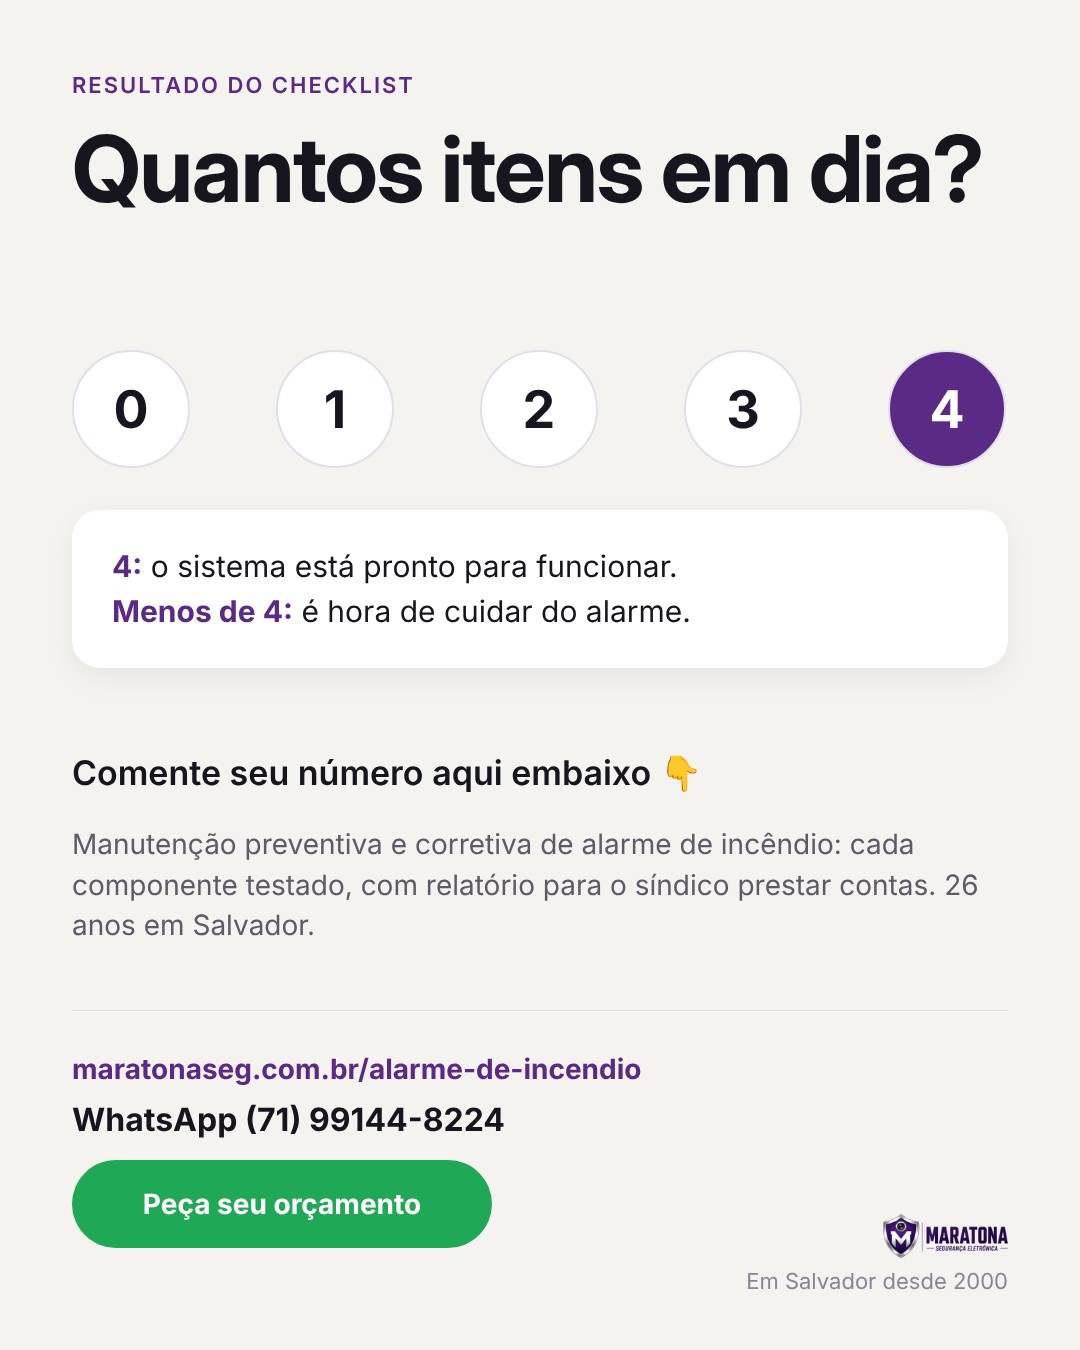 RESULTADO DO CHECKLIST
Quantos itens em dia?
0 1 2 3 4
4: o sistema está pronto para funcionar.
Menos de 4: é hora de cuidar do alarme.
Comente seu número aqui embaixo 👇
Manutenção preventiva e corretiva de alarme de incêndio: cada
componente testado, com relatório para o síndico prestar contas. 26
anos em Salvador.
maratonaseg.com.br/alarme-de-incendio
WhatsApp (71) 99144-8224
Peça seu orçamento
M MARATONA
SEGURANÇA ELETRÔNICA
Em Salvador desde 2000